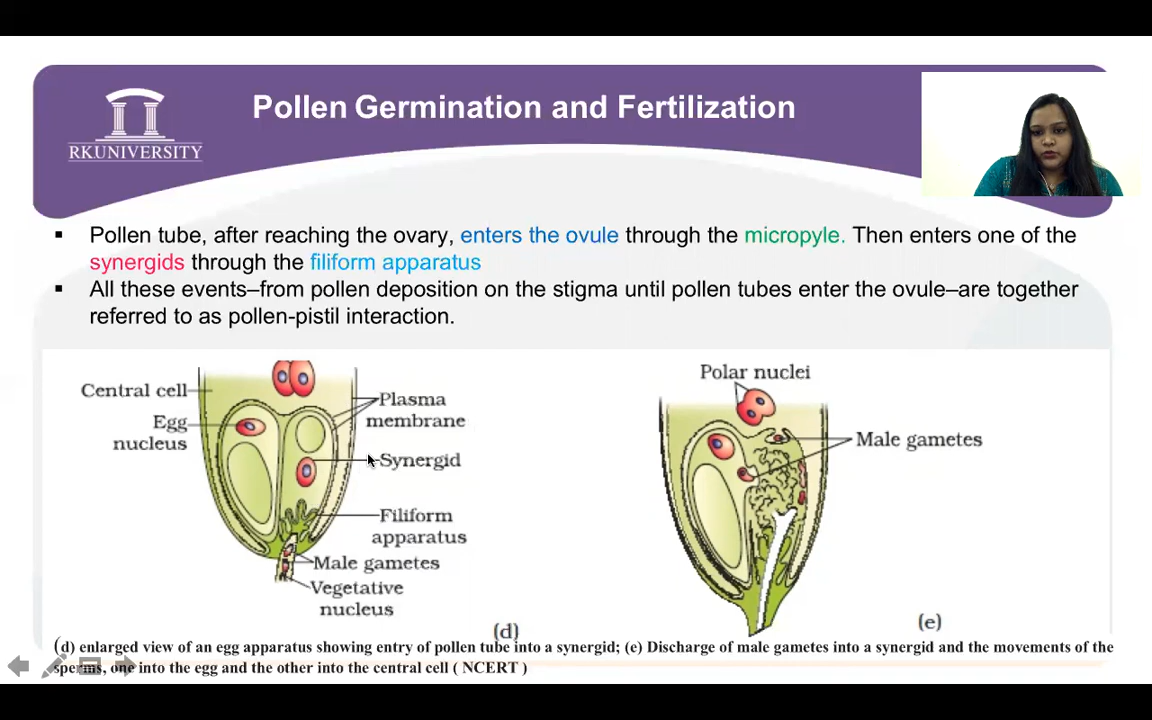 Pollen Germination and Fertilization
RKUNIVERSITY
▪ Pollen tube, after reaching the ovary, enters the ovule through the micropyle. Then enters one of the
synergids through the filiform apparatus
▪ All these events–from pollen deposition on the stigma until pollen tubes enter the ovule–are together
referred to as pollen-pistil interaction.
Central cell
Egg
nucleus
Plasma
membrane
Synergid
Filiform
apparatus
Male gametes
Vegetative
nucleus
(d)
Polar nuclei
Male gametes
(e)
(d) enlarged view of an egg apparatus showing entry of pollen tube into a synergid; (e) Discharge of male gametes into a synergid and the movements of the
sperms, one into the egg and the other into the central cell ( NCERT )